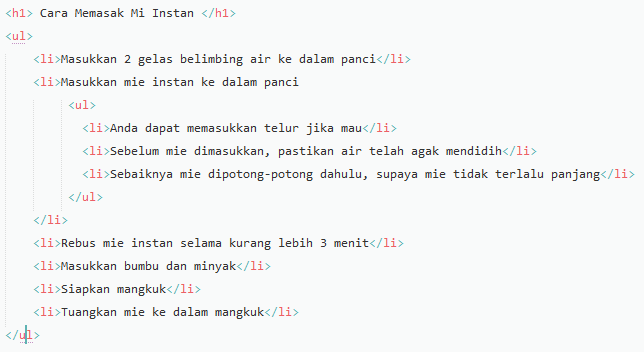 <h1> Cara Memasak Mi Instan </h1>
<ul>
<li>Masukkan 2 gelas belimbing air ke dalam panci</li>
<li>Masukkan mie instan ke dalam panci
<ul>
<li>Anda dapat memasukkan telur jika mau</li>
<li>Sebelum mie dimasukkan, pastikan air telah agak mendidih</li>
<li>Sebaiknya mie dipotong-potong dahulu, supaya mie tidak terlalu panjang</li>
</ul>
</li>
<li>Rebus mie instan selama kurang lebih 3 menit</li>
<li>Masukkan bumbu dan minyak</li>
<li>Siapkan mangkuk</li>
<li>Tuangkan mie ke dalam mangkuk</li>
</ul>